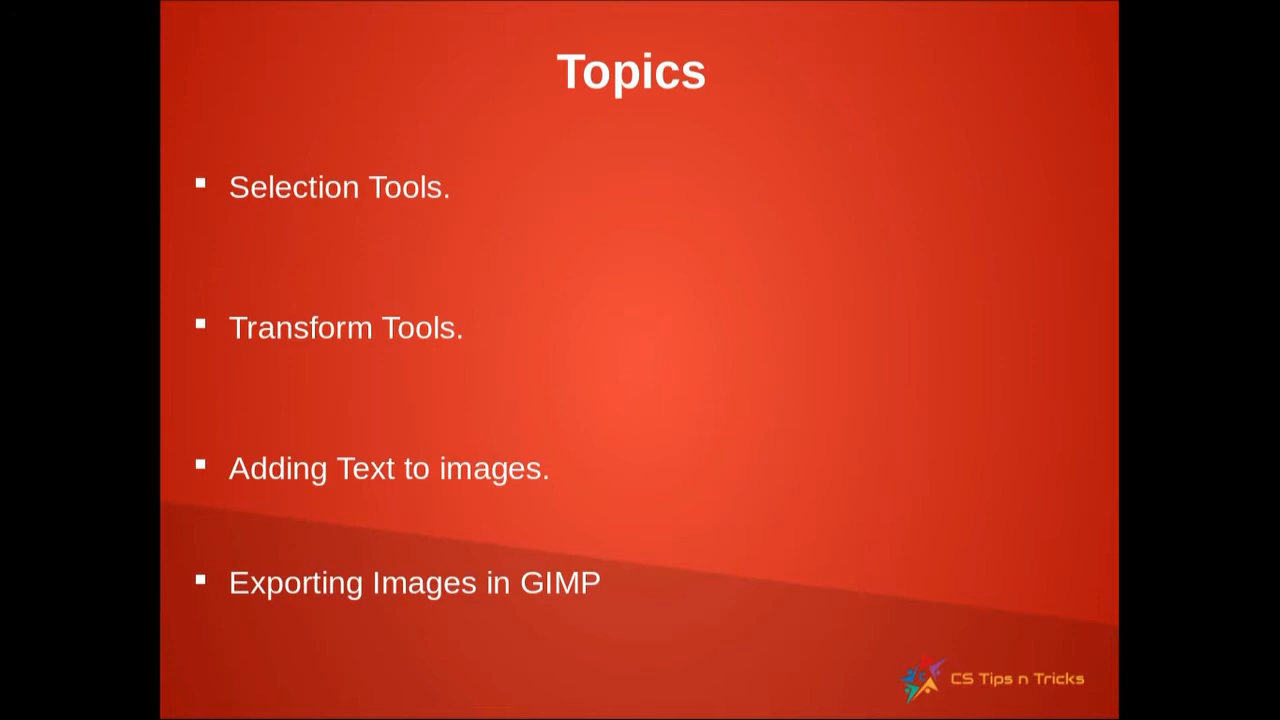 Topics
Selection Tools.
Transform Tools.
Adding Text to images.
Exporting Images in GIMP
CS Tips n Tricks